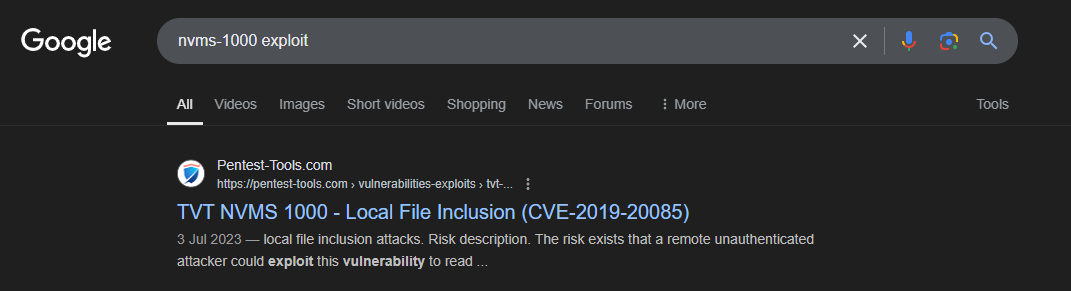 Google
nvms-1000 exploit
All Videos Images Short videos Shopping News Forums More Tools
Pentest-Tools.com
https://pentest-tools.com › vulnerabilities-exploits › tvt-...
TVT NVMS 1000 - Local File Inclusion (CVE-2019-20085)
3 Jul 2023 — local file inclusion attacks. Risk description. The risk exists that a remote unauthenticated
attacker could exploit this vulnerability to read ...